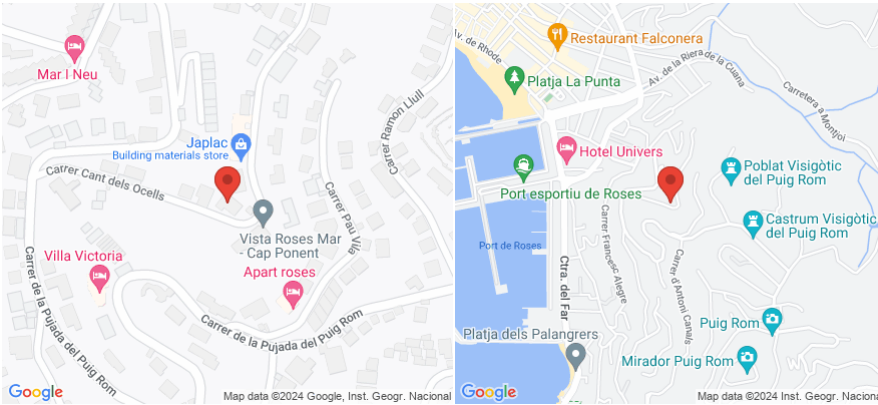 Mar I Neu
Japlac
Building materials store
Carrer Ramon Llull
Carrer Cant dels Ocells
Carrer Pau Vila
Vista Roses Mar
- Cap Ponent
Villa Victoria
Apart roses
Carrer de la Pujada del Puig Rom
Carrer de la Pujada del Puig Rom
Google
Map data ©2024 Google, Inst. Geogr. Nacional
Restaurant Falconera
Av. de Rhode
Platja La Punta
Av. de la Riera de la Cuana
Carretera a Montjoi
Hotel Univers
Poblat Visigòtic
del Puig Rom
Port esportiu de Roses
Castrum Visigòtic
del Puig Rom
Port de Roses
Carrer Francesc Alegre
Ctra. del Far
Carrer d'Antoni Canals
Puig Rom
Platja dels Palangrers
Mirador Puig Rom
Google
Map data ©2024 Google, Inst. Geogr. Nacional